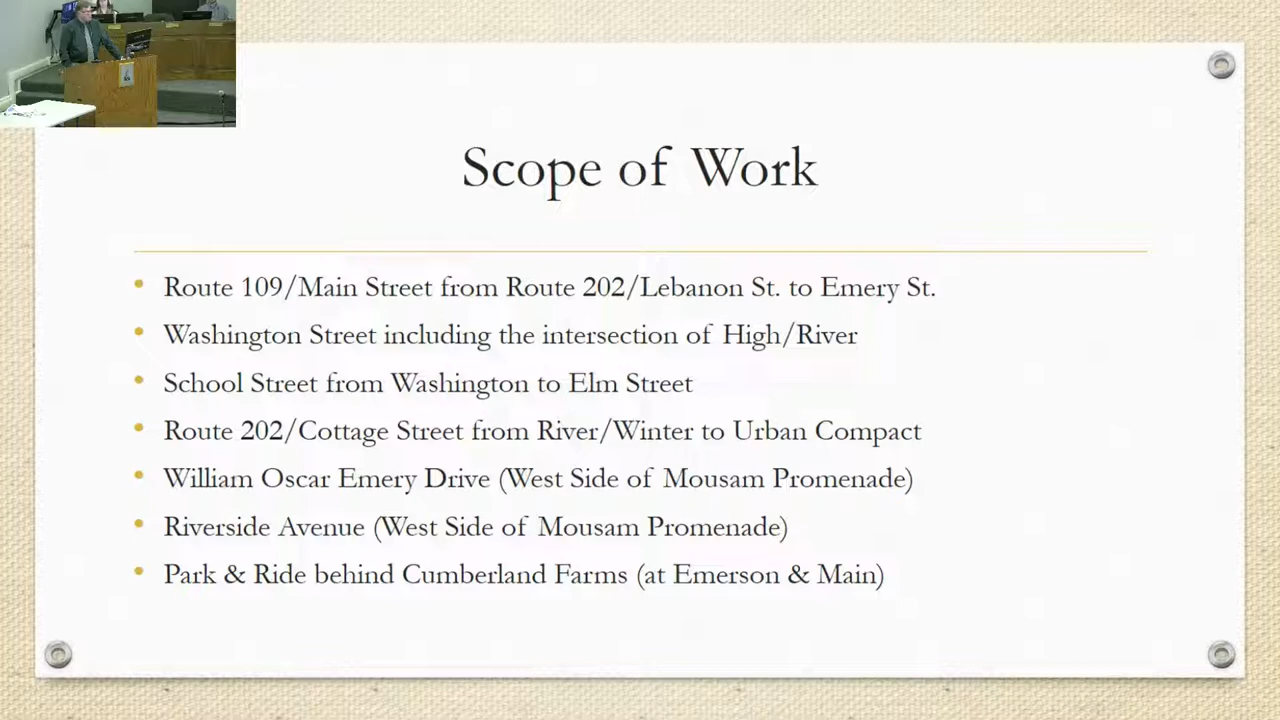 Scope of Work
• Route 109/Main Street from Route 202/Lebanon St. to Emery St.
• Washington Street including the intersection of High/River
• School Street from Washington to Elm Street
• Route 202/Cottage Street from River/Winter to Urban Compact
• William Oscar Emery Drive (West Side of Mousam Promenade)
• Riverside Avenue (West Side of Mousam Promenade)
• Park & Ride behind Cumberland Farms (at Emerson & Main)